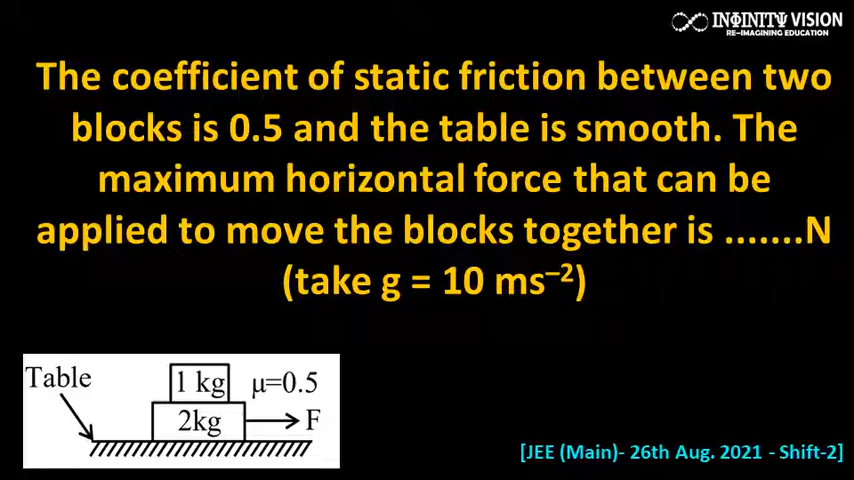 INFINITY VISION
RE-IMAGINING EDUCATION
The coefficient of static friction between two
blocks is 0.5 and the table is smooth. The
maximum horizontal force that can be
applied to move the blocks together is .......N
(take g = 10 ms⁻²)
Table
1 kg
μ=0.5
2kg
F
[JEE (Main)- 26th Aug. 2021 - Shift-2]